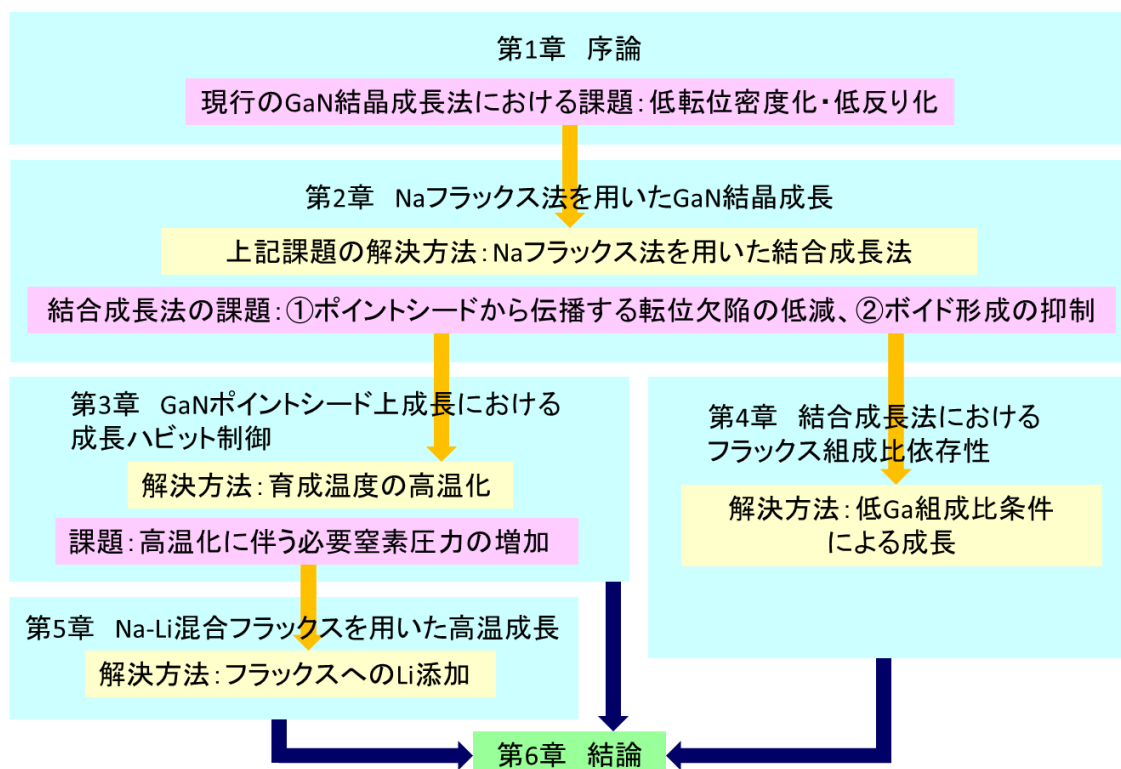 第1章 序論
現行のGaN結晶成長法における課：低転位密度化・低反り化
第2章 Naフラックス法を用いたGaN結晶成長
上記課題の解決方法：Naフラックス法を用いた結合成長法
結合成長法の課題：①ポイントシードから伝播する転位欠陥の低減、②ボイド形成の抑制
第3章 GaNポイントシード上成長における
成長ハビット制御
解決方法：育成温度の高温化
課題：高温化に伴う必要窒素圧力の増加
第4章 結合成長法における
フラックス組成比依存性
解決方法：低Ga組成比条件
による成長
第5章 Na-Li混合フラックスを用いた高温成長
解決方法：フラックスへのLi添加
第6章 結論